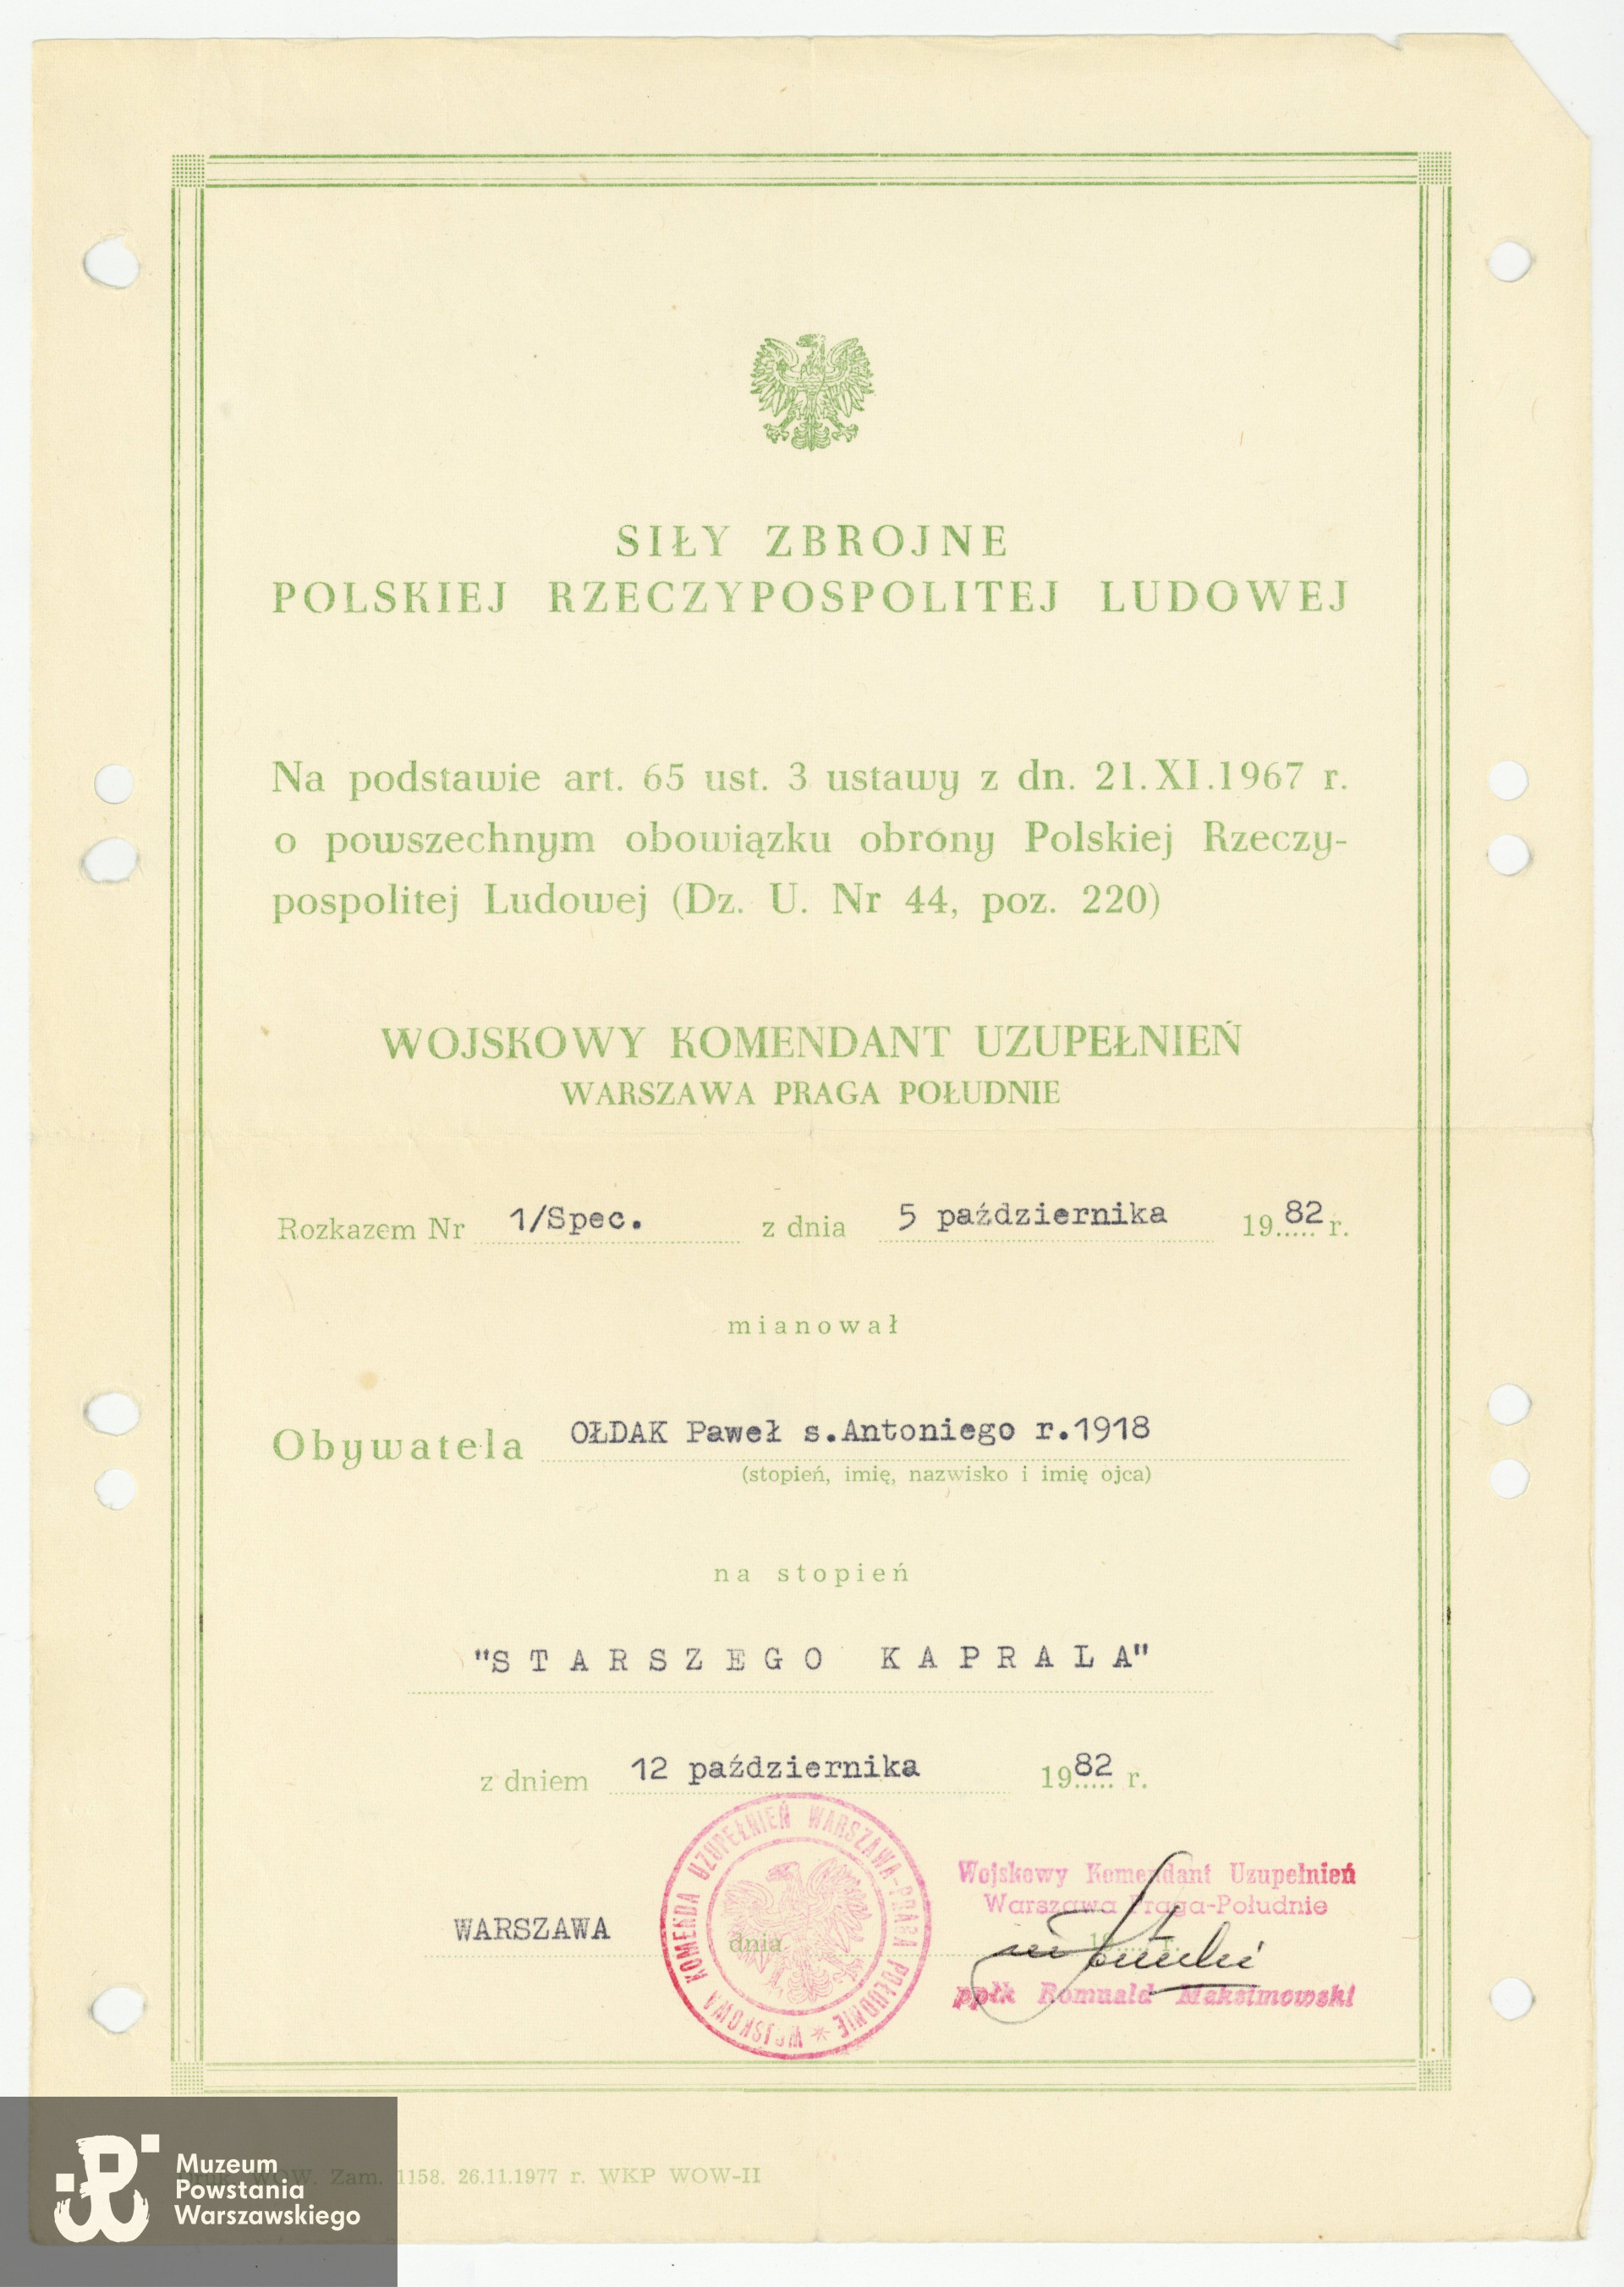 SIŁY ZBROJNE
POLSKIEJ RZECZYPOSPOLITEJ LUDOWEJ
Na podstawie art. 65 ust. 3 ustawy z dn. 21.XI.1967 r.
o powszechnym obowiązku obrony Polskiej Rzeczy-
pospolitej Ludowej (Dz. U. Nr 44, poz. 220)
WOJSKOWY KOMENDANT UZUPEŁNIEŃ
WARSZAWA PRAGA POŁUDNIE
Rozkazem Nr 1/Spec. z dnia 5 października 1982 r.
mianował
Obywatela OŁDAK Paweł s.Antoniego r.1918
(stopień, imię, nazwisko i imię ojca)
na stopień
"STARSZEGO KAPRALA"
z dniem 12 października 1982 r.
WOJSKOWA KOMENDA UZUPEŁNIEŃ WARSZAWA-PRAGA POŁUDNIE *
Wojskowy Komendant Uzupełnień
Warszawa Praga-Południe
WARSZAWA dnia 19 r.
ppłk Romuald Maksimowski
Druk. WOW. Zam. 1158. 26.11.1977 r. WKP WOW-II
Muzeum
Powstania
Warszawskiego